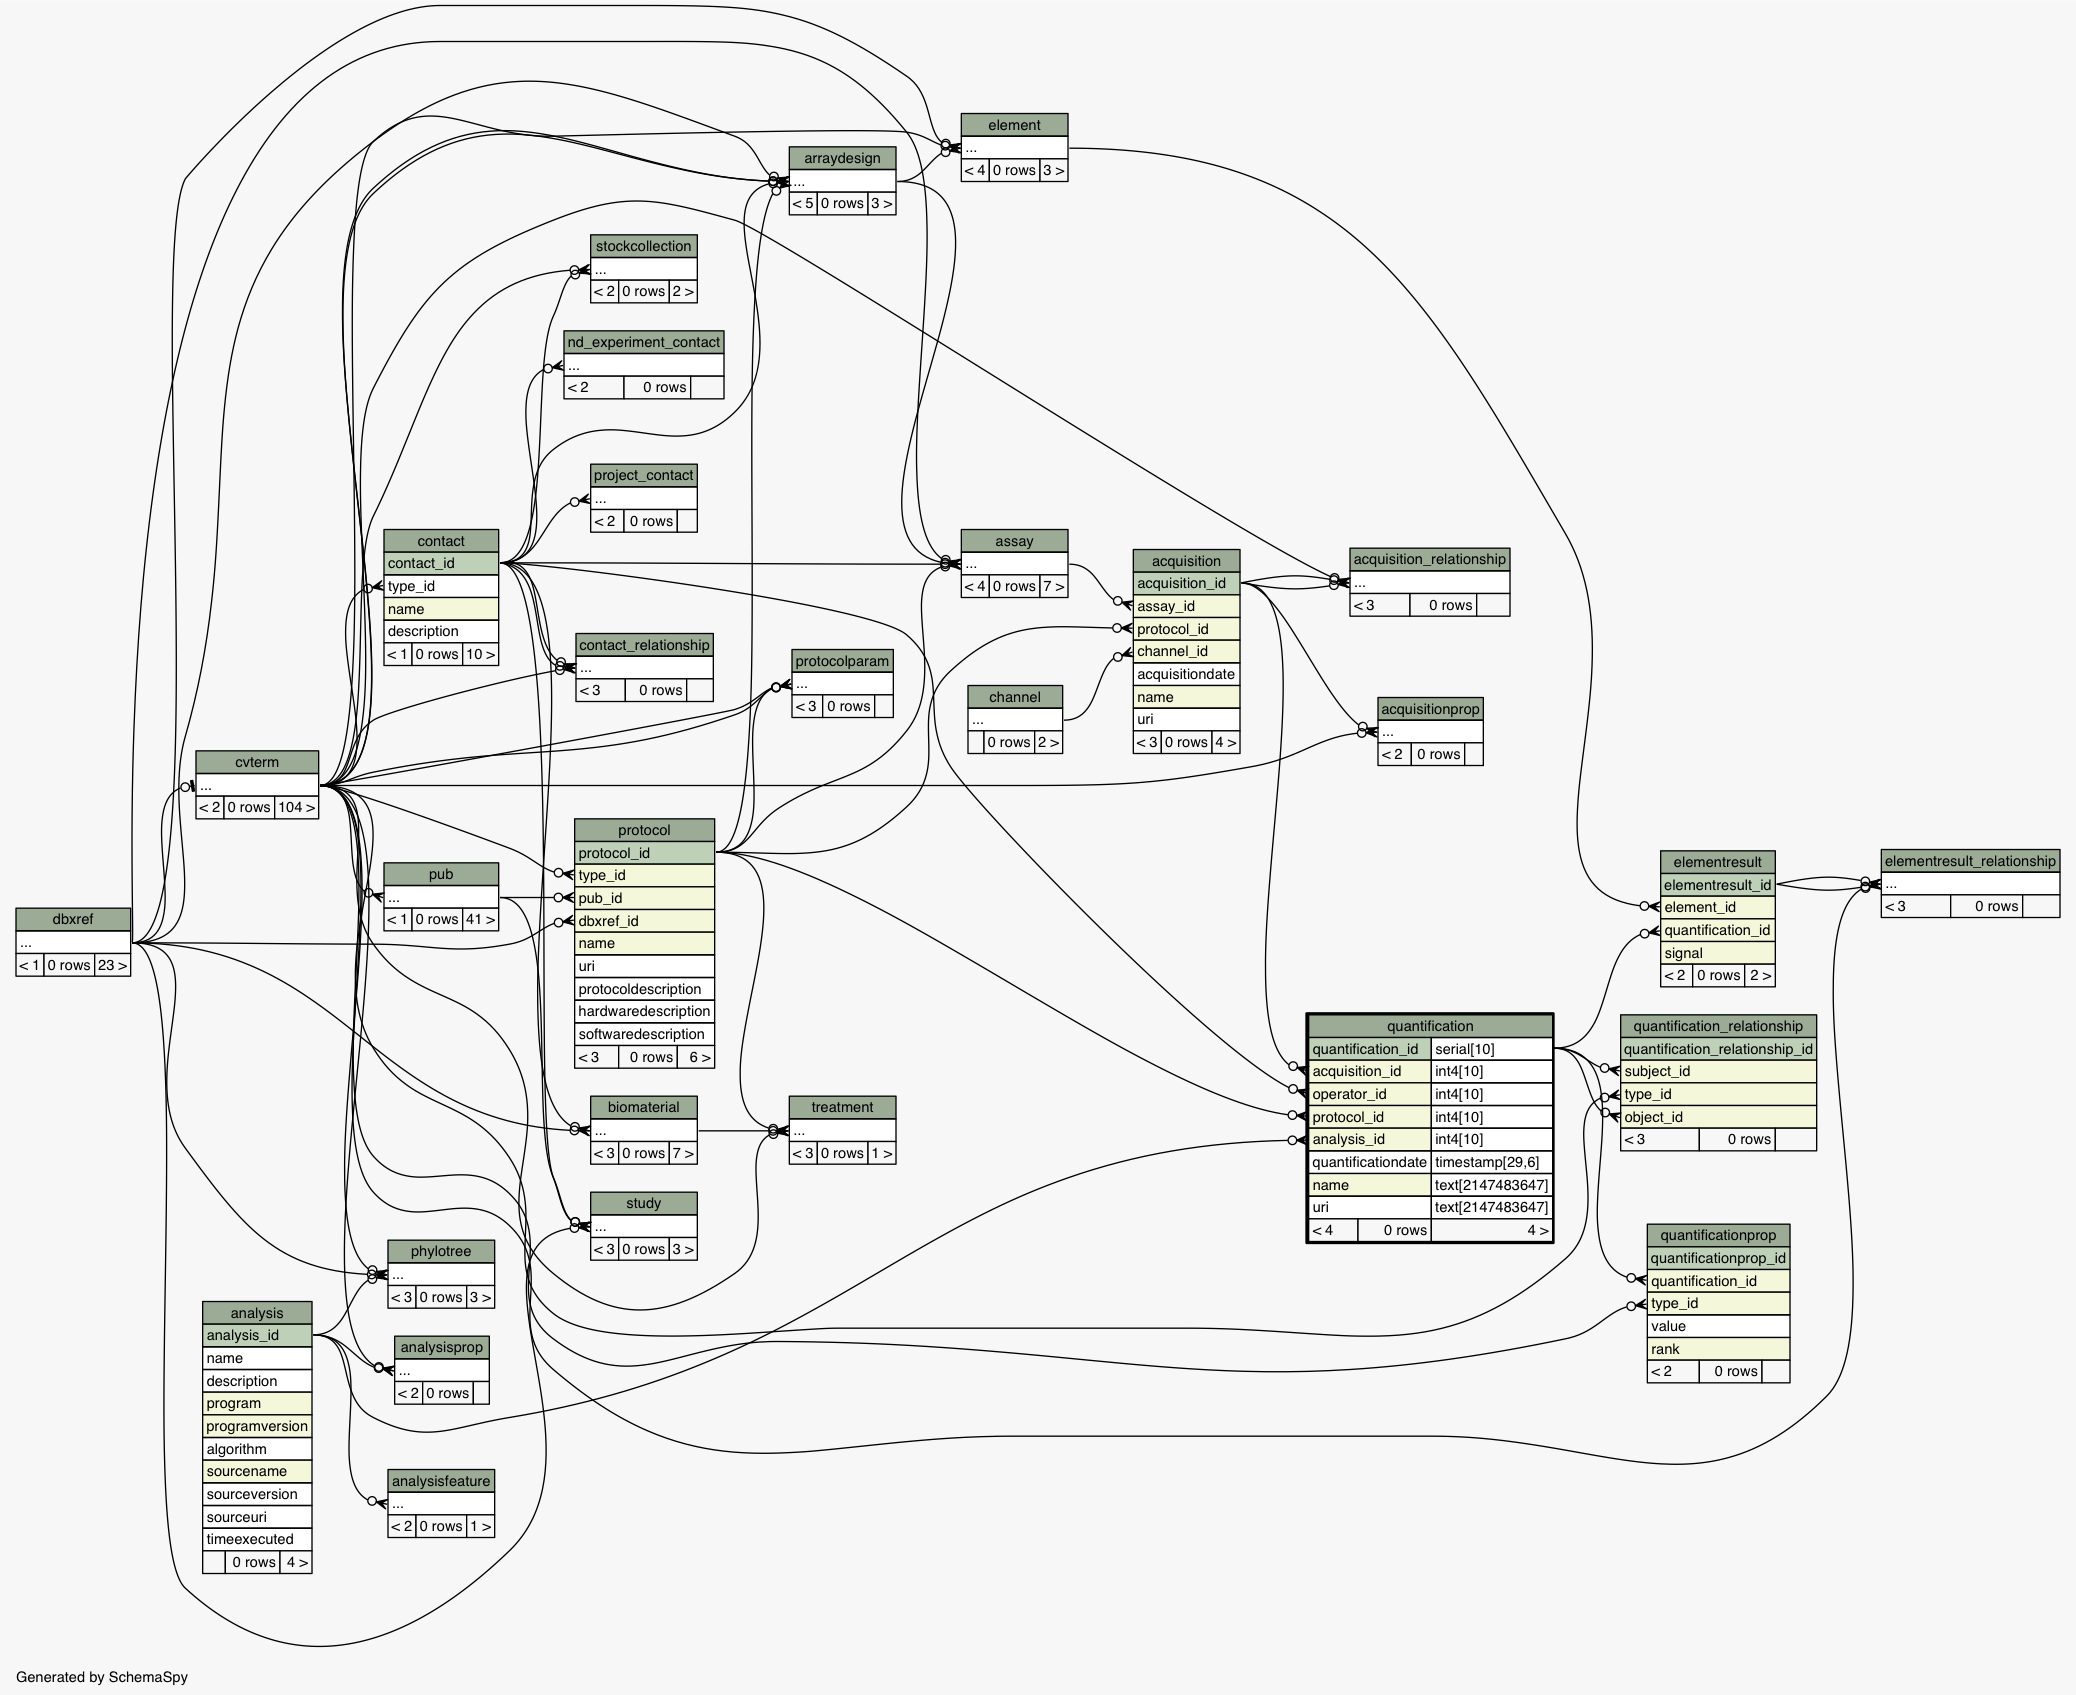 element
...
< 4 0 rows 3 >
arraydesign
...
< 5 0 rows 3 >
stockcollection
...
< 2 0 rows 2 >
nd_experiment_contact
...
< 2 0 rows
project_contact
...
< 2 0 rows
contact
contact_id
type_id
name
description
< 1 0 rows 10 >
assay
...
< 4 0 rows 7 >
acquisition
acquisition_id
assay_id
protocol_id
channel_id
acquisitiondate
name
uri
< 3 0 rows 4 >
acquisition_relationship
...
< 3 0 rows
contact_relationship
...
< 3 0 rows
protocolparam
...
< 3 0 rows
channel
...
0 rows 2 >
acquisitionprop
...
< 2 0 rows
cvterm
...
< 2 0 rows 104 >
protocol
protocol_id
type_id
pub_id
dbxref_id
name
uri
protocoldescription
hardwaredescription
softwaredescription
< 3 0 rows 6 >
pub
...
< 1 0 rows 41 >
dbxref
...
< 1 0 rows 23 >
elementresult
elementresult_id
element_id
quantification_id
signal
< 2 0 rows 2 >
elementresult_relationship
...
< 3 0 rows
quantification
quantification_id serial[10]
acquisition_id int4[10]
operator_id int4[10]
protocol_id int4[10]
analysis_id int4[10]
quantificationdate timestamp[29,6]
name text[2147483647]
uri text[2147483647]
< 4 0 rows 4 >
quantification_relationship
quantification_relationship_id
subject_id
type_id
object_id
< 3 0 rows
biomaterial
...
< 3 0 rows 7 >
treatment
...
< 3 0 rows 1 >
study
...
< 3 0 rows 3 >
quantificationprop
quantificationprop_id
quantification_id
type_id
value
rank
< 2 0 rows
phylotree
...
< 3 0 rows 3 >
analysis
analysis_id
name
description
program
programversion
algorithm
sourcename
sourceversion
sourceuri
timeexecuted
0 rows 4 >
analysisprop
...
< 2 0 rows
analysisfeature
...
< 2 0 rows 1 >
Generated by SchemaSpy